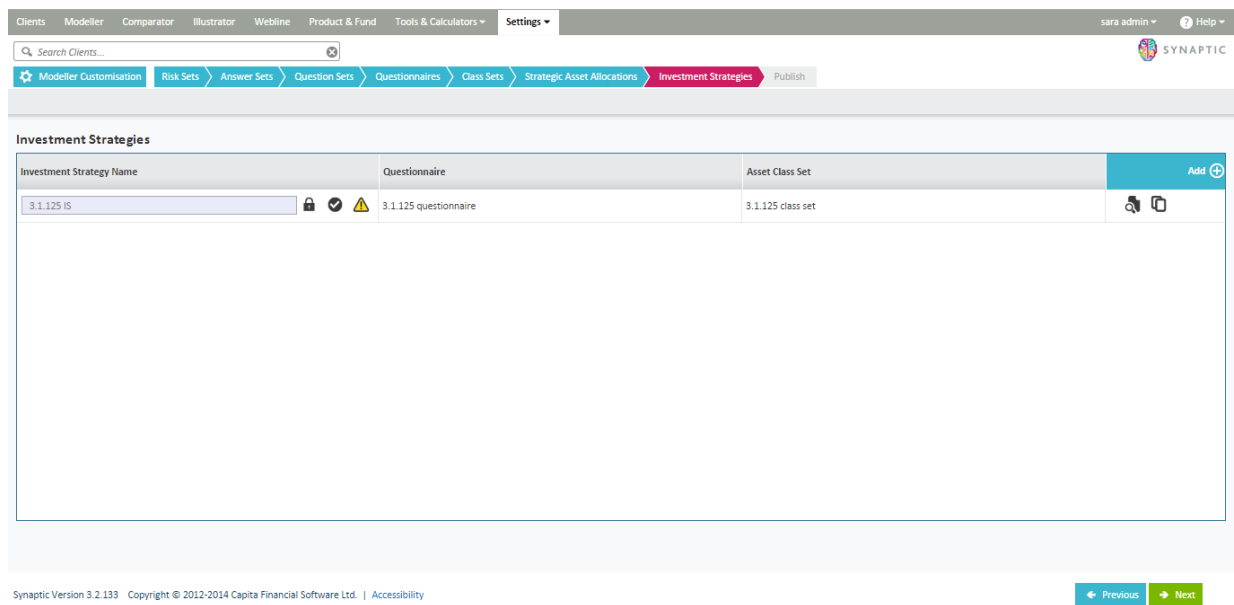 Clients Modeller Comparator Illustrator Webline Product & Fund Tools & Calculators Settings sara admin Help
Search Clients...
SYNAPTIC
Modeller Customisation Risk Sets Answer Sets Question Sets Questionnaires Class Sets Strategic Asset Allocations Investment Strategies Publish
Investment Strategies
Investment Strategy Name Questionnaire Asset Class Set Add
3.1.125 IS 3.1.125 questionnaire 3.1.125 class set
Synaptic Version 3.2.133 Copyright © 2012-2014 Capita Financial Software Ltd. | Accessibility Previous Next